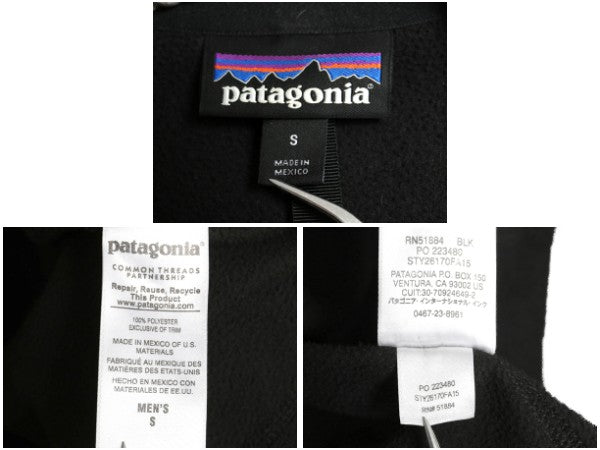 patagonia®
S
MADE IN
MEXICO
patagonia®
COMMON THREADS
PARTNERSHIP
Repair, Reuse, Recycle
This Product
www.patagonia.com
100% POLYESTER
EXCLUSIVE OF TRIM
MADE IN MEXICO OF U.S.
MATERIALS
FABRIQUÉ AU MEXIQUE DES
MATIÈRES DES ETATS-UNIS
HECHO EN MEXICO CON
MATERIALES DE EE.UU.
MEN'S
S
RN51884 BLK
PO 223480
STY26170FA15
PATAGONIA P.O. BOX 150
VENTURA, CA 93002 US
CUIT:30-70924649-2
パタゴニア・インターナショナル・インク
0467-23-8961
PO 223480
STY26170FA15
RN# 51884